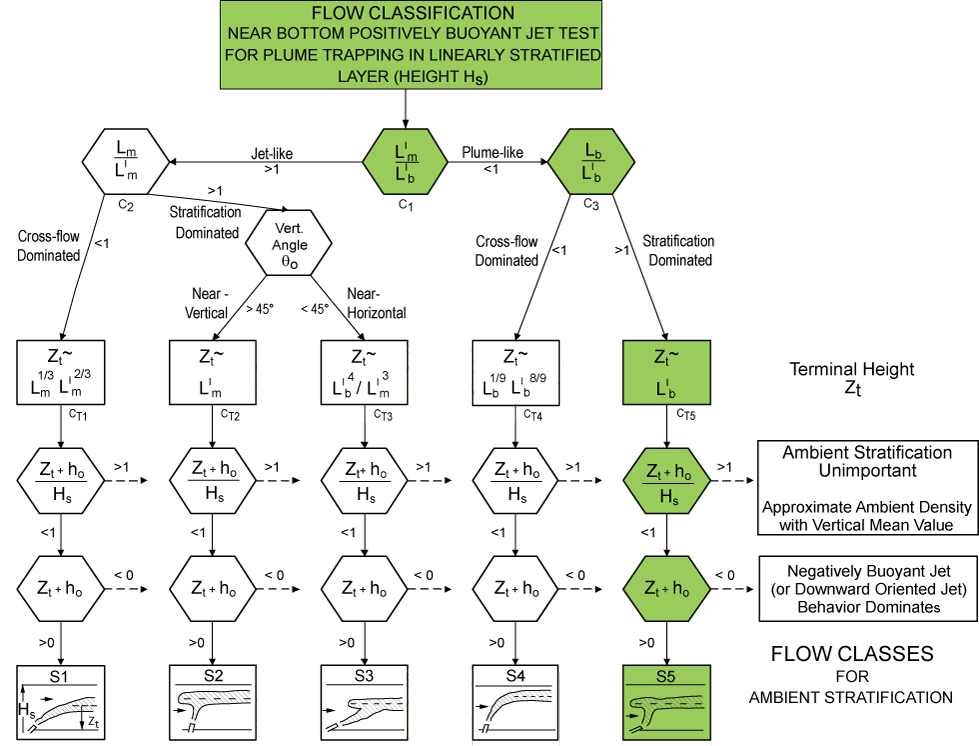 FLOW CLASSIFICATION
NEAR BOTTOM POSITIVELY BUOYANT JET TEST
FOR PLUME TRAPPING IN LINEARLY STRATIFIED
LAYER (HEIGHT Hs)
Lm
L'm
C2
Jet-like
>1
L'm
L'b
C1
Plume-like
<1
Lb
L'b
C3
>1
Stratification
Dominated
Vert.
Angle
θo
Cross-flow
Dominated
<1
Cross-flow
Dominated
<1
>1
Stratification
Dominated
Near -
Vertical
> 45°
< 45°
Near-
Horizontal
Zt~
Lm1/3 L'm2/3
CT1
Zt~
L'm
CT2
Zt~
L'b4 / L'm3
CT3
Zt~
Lb1/9 L'b8/9
CT4
Zt~
L'b
CT5
Terminal Height
Zt
Zt + ho
Hs
>1
Zt + ho
Hs
>1
Zt + ho
Hs
>1
Zt + ho
Hs
>1
Zt + ho
Hs
>1
Ambient Stratification
Unimportant
Approximate Ambient Density
with Vertical Mean Value
<1
<1
<1
<1
<1
Zt + ho
< 0
Zt + ho
< 0
Zt + ho
< 0
Zt + ho
< 0
Zt + ho
< 0
Negatively Buoyant Jet
(or Downward Oriented Jet)
Behavior Dominates
>0
>0
>0
>0
>0
S1
Hs
Zt
S2
S3
S4
S5
FLOW CLASSES
FOR
AMBIENT STRATIFICATION